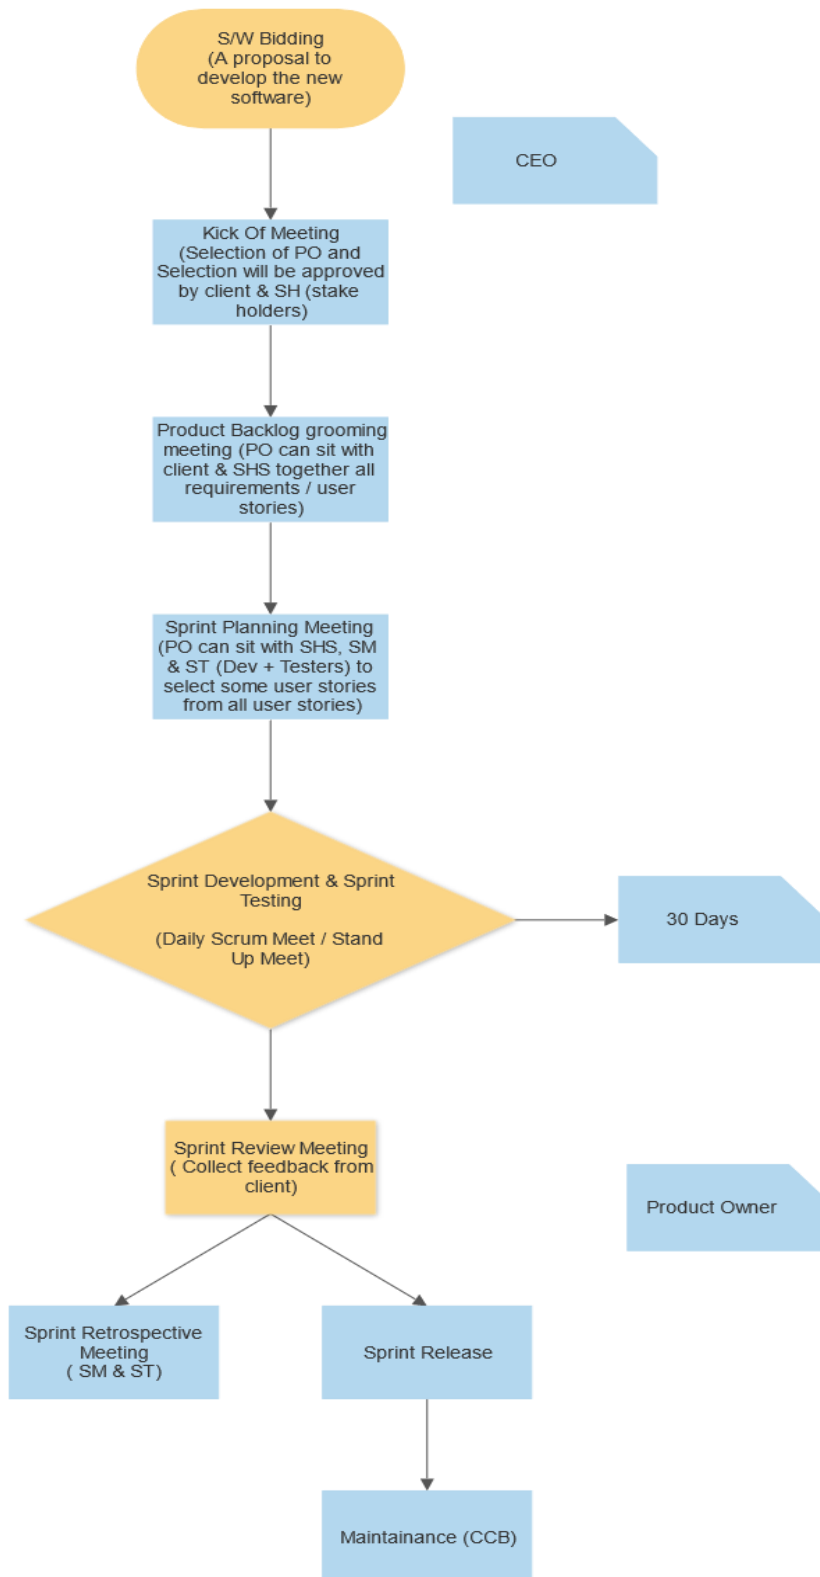 S/W Bidding
(A proposal to
develop the new
software)
CEO
Kick Of Meeting
(Selection of PO and
Selection will be approved
by client & SH (stake
holders)
Product Backlog grooming
meeting (PO can sit with
client & SHS together all
requirements / user
stories)
Sprint Planning Meeting
(PO can sit with SHS, SM
& ST (Dev + Testers) to
select some user stories
from all user stories)
Sprint Development & Sprint
Testing
(Daily Scrum Meet / Stand
Up Meet)
30 Days
Sprint Review Meeting
( Collect feedback from
client)
Product Owner
Sprint Retrospective
Meeting
( SM & ST)
Sprint Release
Maintainance (CCB)